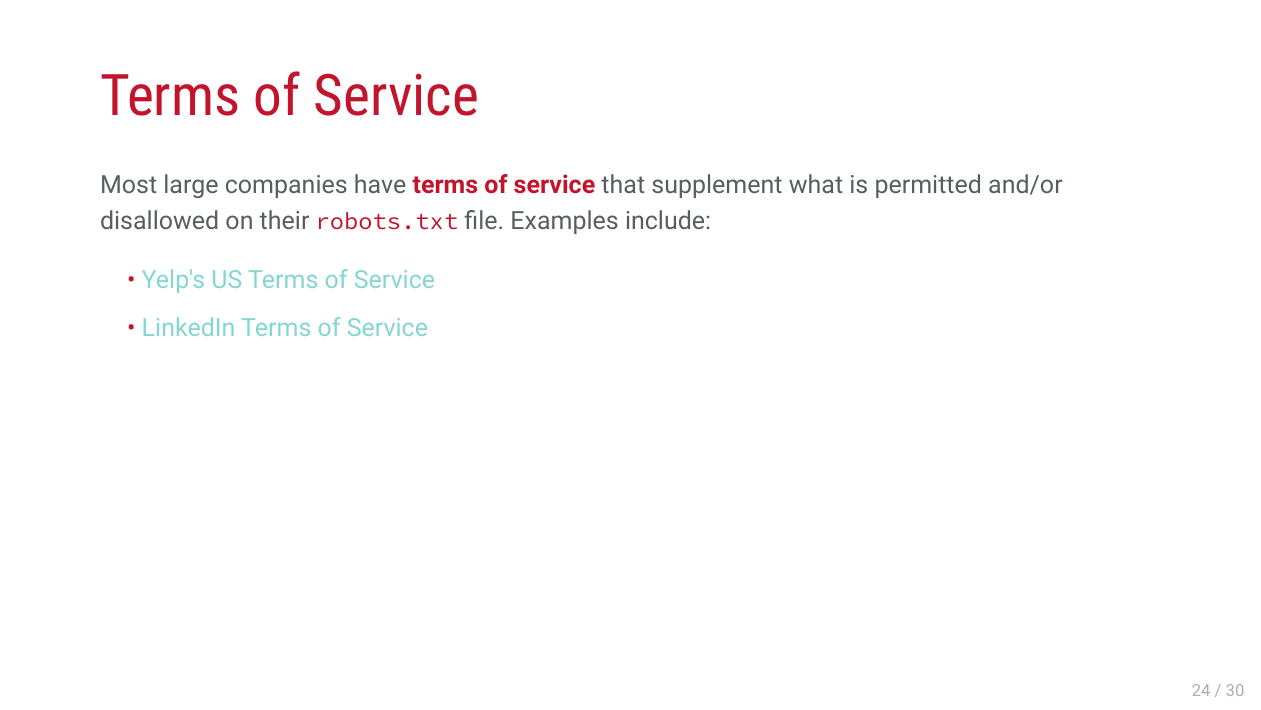 Terms of Service
Most large companies have terms of service that supplement what is permitted and/or
disallowed on their robots.txt file. Examples include:
• Yelp's US Terms of Service
• LinkedIn Terms of Service
24 / 30